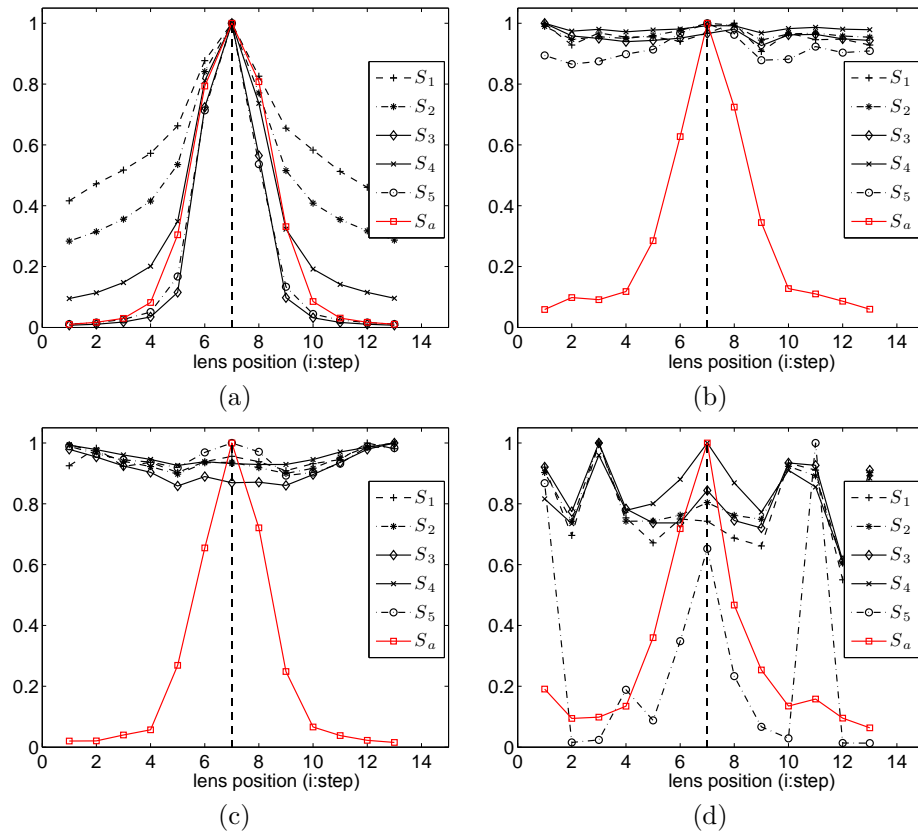 1
0.8
0.6
0.4
0.2
0
2 4 6 8 10 12 14
lens position (i:step)
S₁
S₂
S₃
S₄
S₅
Sₐ
(a)
1
0.8
0.6
0.4
0.2
0
2 4 6 8 10 12 14
lens position (i:step)
S₁
S₂
S₃
S₄
S₅
Sₐ
(b)
1
0.8
0.6
0.4
0.2
0
2 4 6 8 10 12 14
lens position (i:step)
S₁
S₂
S₃
S₄
S₅
Sₐ
(c)
1
0.8
0.6
0.4
0.2
0
2 4 6 8 10 12 14
lens position (i:step)
S₁
S₂
S₃
S₄
S₅
Sₐ
(d)